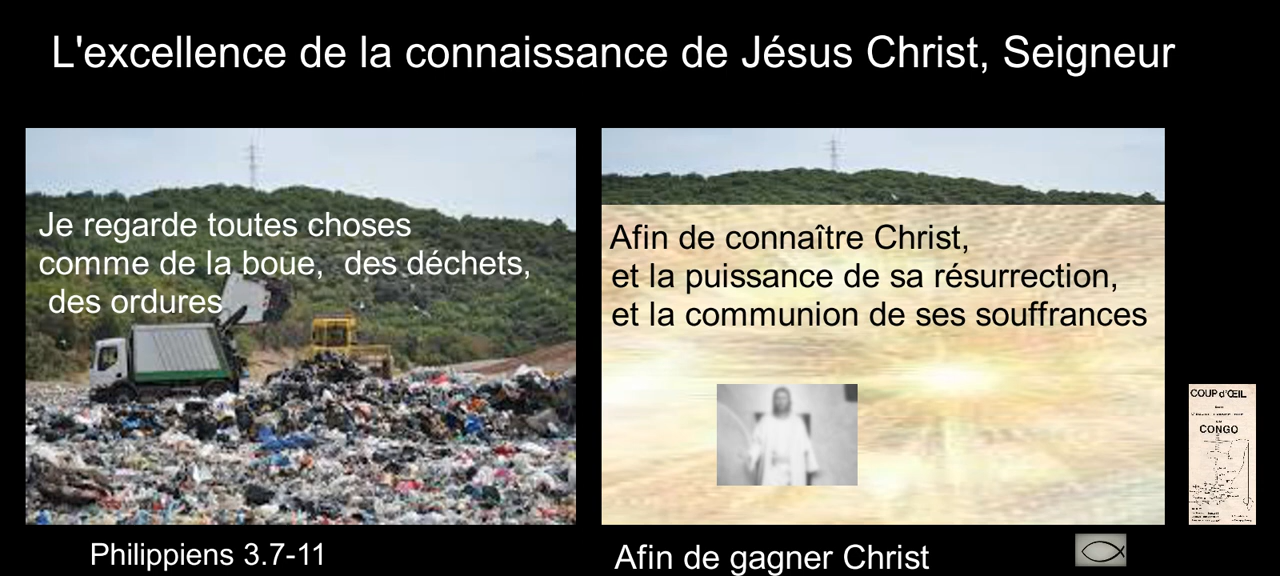 L'excellence de la connaissance de Jésus Christ, Seigneur
Je regarde toutes choses
comme de la boue, des déchets,
des ordures
Afin de connaître Christ,
et la puissance de sa résurrection,
et la communion de ses souffrances
COUP d'ŒIL
CONGO
Philippiens 3.7-11
Afin de gagner Christ